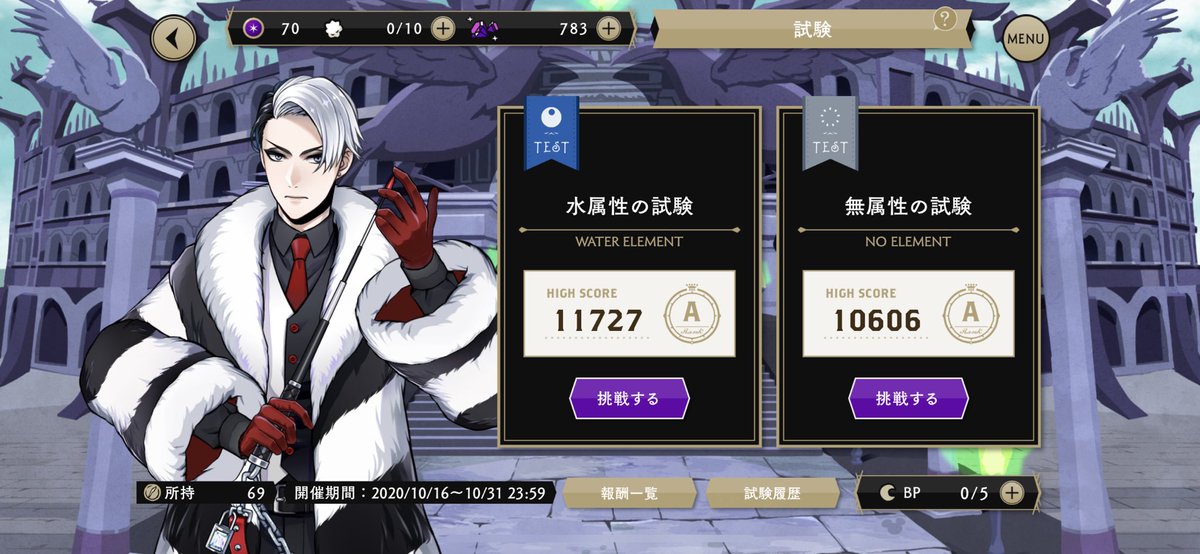 70
0/10
783
試験
?
MENU
TEST
水属性の試験
WATER ELEMENT
HIGH SCORE
11727
A
Rank
挑戦する
TEST
無属性の試験
NO ELEMENT
HIGH SCORE
10606
A
Rank
挑戦する
所持 69
開催期間：2020/10/16〜10/31 23:59
報酬一覧
試験履歴
BP 0/5